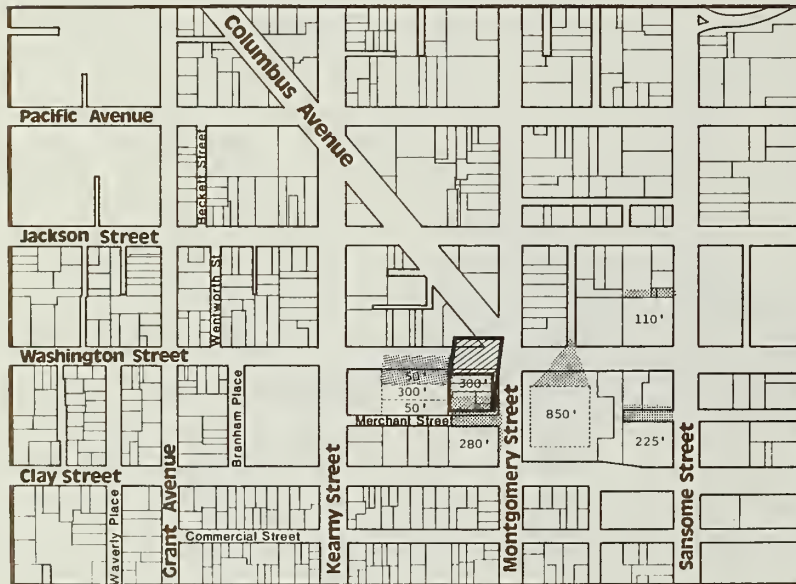 Columbus Avenue
Pacific Avenue
Beckett Street
Jackson Street
Wentworth St
110'
Washington Street
50'
300'
300'
50'
850'
Merchant Street
Branham Place
280'
225'
Clay Street
Grant Avenue
Kearny Street
Montgomery Street
Sansome Street
Waverly Place
Commercial Street